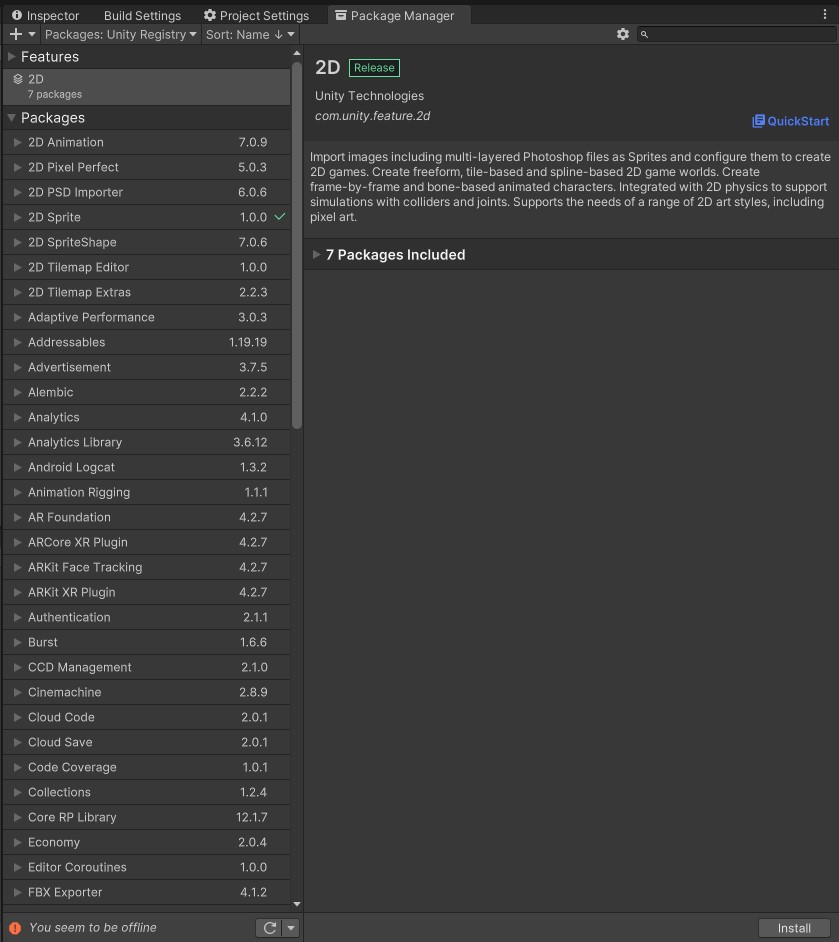 Inspector Build Settings Project Settings Package Manager
Packages: Unity Registry Sort: Name ↓
Features
2D
7 packages
Packages
2D Animation 7.0.9
2D Pixel Perfect 5.0.3
2D PSD Importer 6.0.6
2D Sprite 1.0.0
2D SpriteShape 7.0.6
2D Tilemap Editor 1.0.0
2D Tilemap Extras 2.2.3
Adaptive Performance 3.0.3
Addressables 1.19.19
Advertisement 3.7.5
Alembic 2.2.2
Analytics 4.1.0
Analytics Library 3.6.12
Android Logcat 1.3.2
Animation Rigging 1.1.1
AR Foundation 4.2.7
ARCore XR Plugin 4.2.7
ARKit Face Tracking 4.2.7
ARKit XR Plugin 4.2.7
Authentication 2.1.1
Burst 1.6.6
CCD Management 2.1.0
Cinemachine 2.8.9
Cloud Code 2.0.1
Cloud Save 2.0.1
Code Coverage 1.0.1
Collections 1.2.4
Core RP Library 12.1.7
Economy 2.0.4
Editor Coroutines 1.0.0
FBX Exporter 4.1.2
You seem to be offline
2D Release
Unity Technologies
com.unity.feature.2d
QuickStart
Import images including multi-layered Photoshop files as Sprites and configure them to create
2D games. Create freeform, tile-based and spline-based 2D game worlds. Create
frame-by-frame and bone-based animated characters. Integrated with 2D physics to support
simulations with colliders and joints. Supports the needs of a range of 2D art styles, including
pixel art.
7 Packages Included
Install